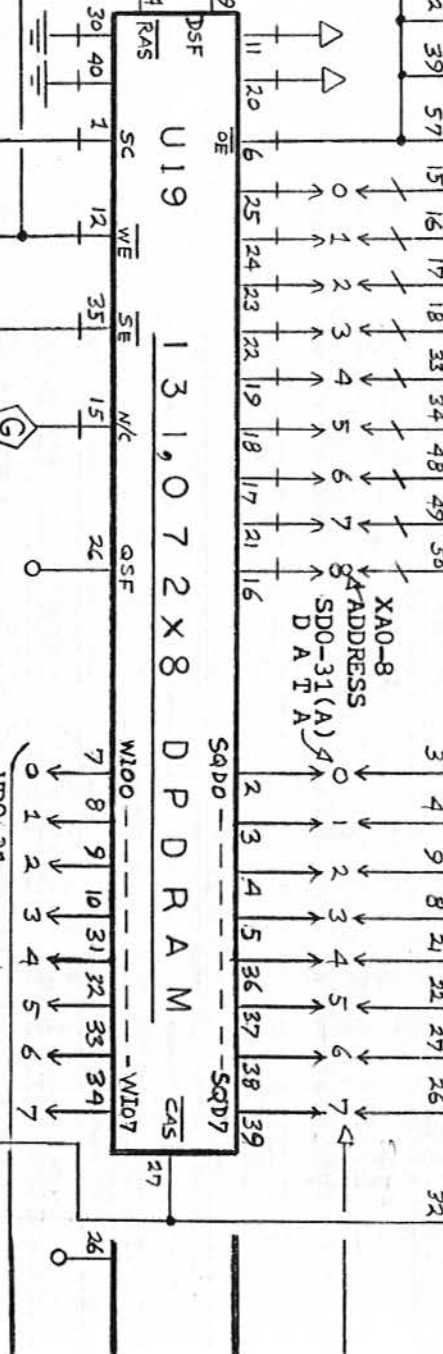 39 57 15 16 17 18 33 34 48 49 50 3 4 9 8 21 22 27 26 32
XA0-8
ADDRESS
0 1 2 3 4 5 6 7 8 0 1 2 3 4 5 6 7
SD0-31(A)
DATA
11 20 6 25 24 23 22 19 18 17 21 16 2 3 4 5 36 37 38 39
DSF OE SQD0 - - - - - - -SQD7
U19 131,072X8 DPDRAM
RAS SC WE SE N/C QSF WIO0 - - - - - - -WIO7 CAS
27
30 40 1 12 35 15 26 7 8 9 10 31 32 33 34 26
G
0 1 2 3 4 5 6 7